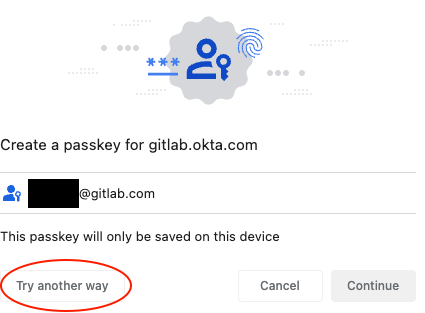 ***
Create a passkey for gitlab.okta.com
@gitlab.com
This passkey will only be saved on this device
Try another way
Cancel
Continue